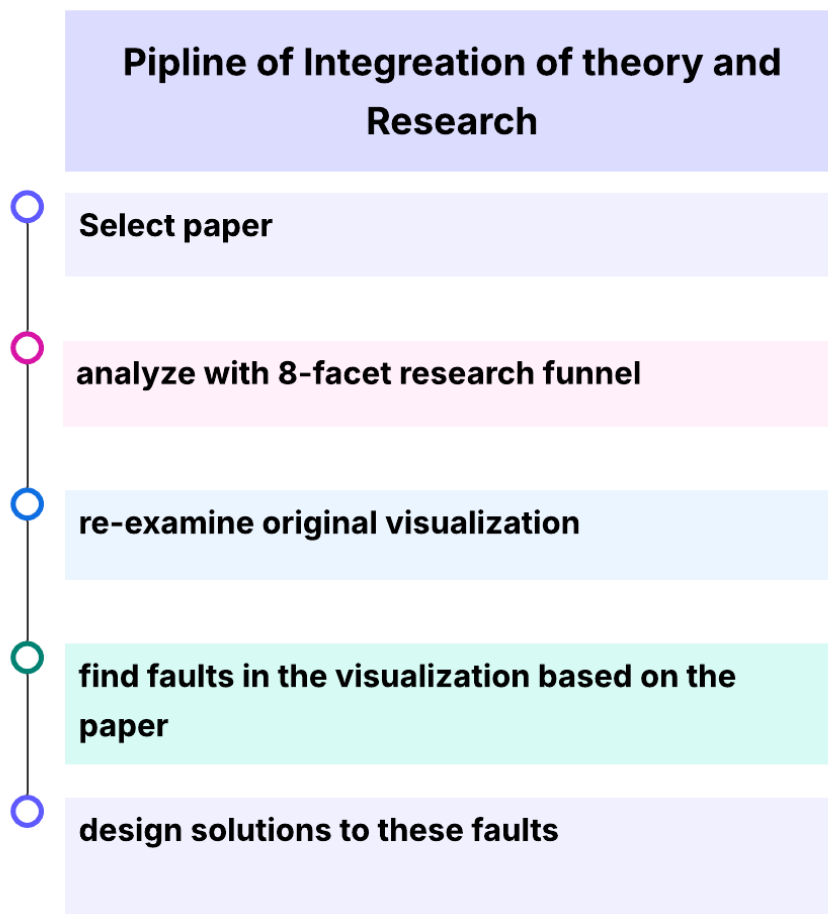 Pipline of Integreation of theory and
Research
Select paper
analyze with 8-facet research funnel
re-examine original visualization
find faults in the visualization based on the
paper
design solutions to these faults